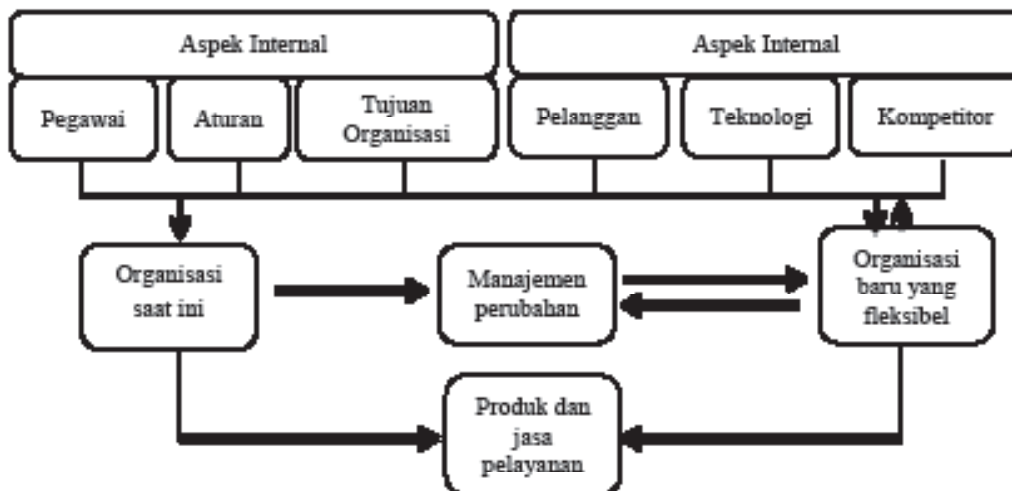 Aspek Internal
Aspek Internal
Pegawai
Aturan
Tujuan
Organisasi
Pelanggan
Teknologi
Kompetitor
Organisasi
saat ini
Manajemen
perubahan
Organisasi
baru yang
fleksibel
Produk dan
jasa
pelayanan